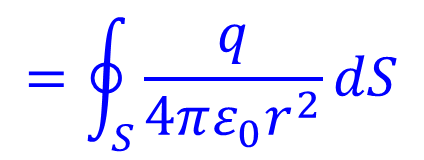 = ∮_S q / (4πε₀r²) dS